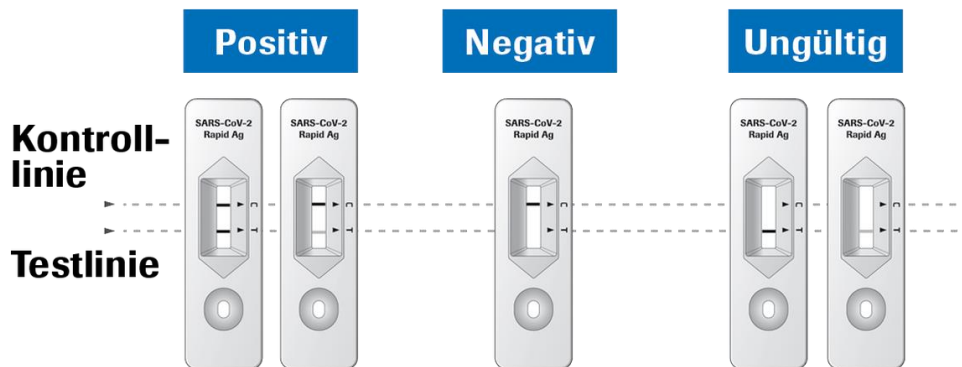 Positiv
Negativ
Ungültig
Kontroll-
linie
Testlinie
SARS-CoV-2
Rapid Ag
C
T
SARS-CoV-2
Rapid Ag
C
T
SARS-CoV-2
Rapid Ag
C
T
SARS-CoV-2
Rapid Ag
C
T
SARS-CoV-2
Rapid Ag
C
T